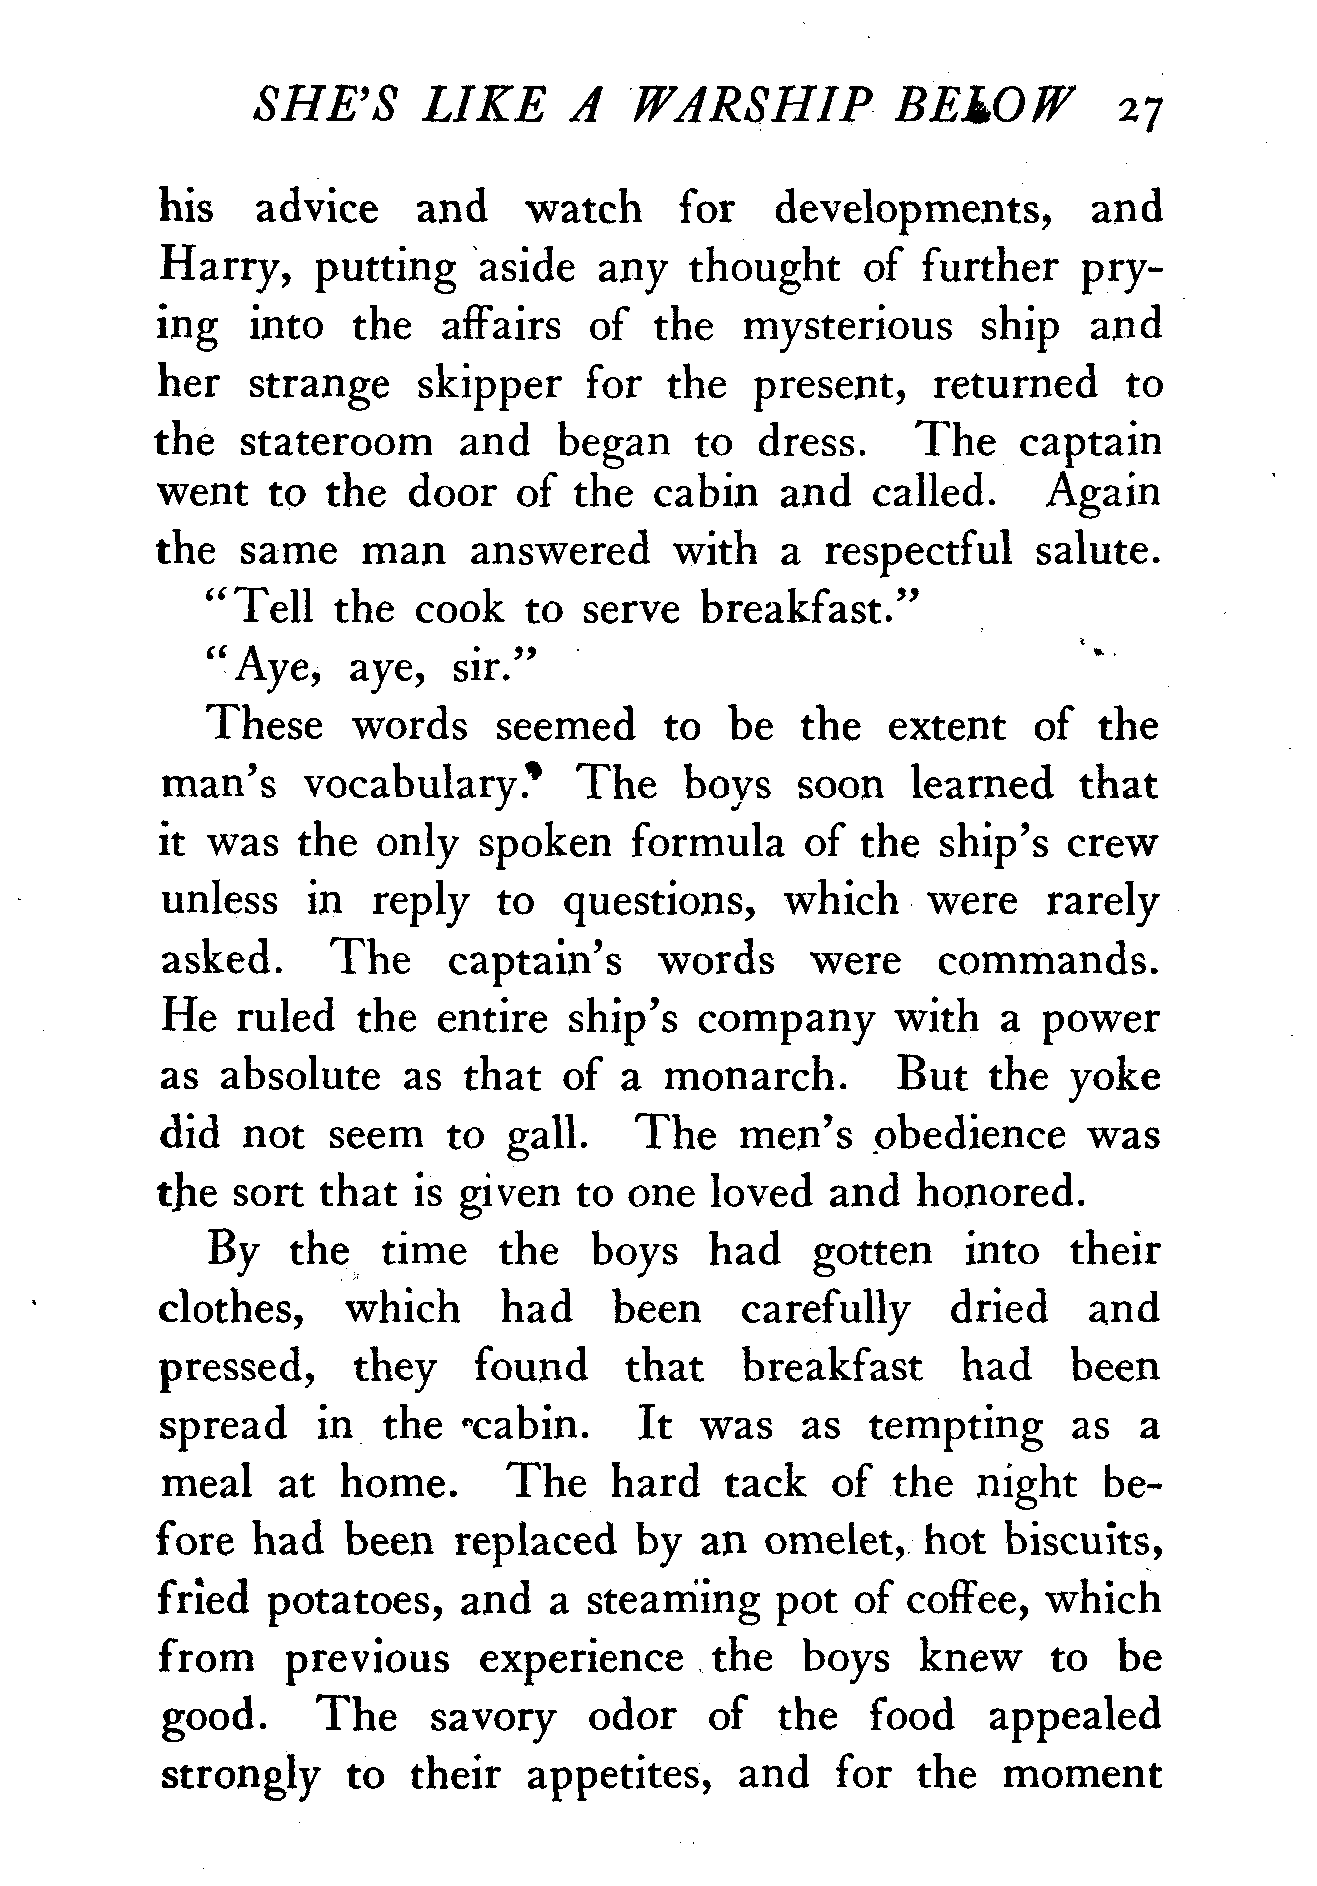 SHE'S LIKE A WARSHIP BELOW 27
his advice and watch for developments, and
Harry, putting aside any thought of further pry-
ing into the affairs of the mysterious ship and
her strange skipper for the present, returned to
the stateroom and began to dress. The captain
went to the door of the cabin and called. Again
the same man answered with a respectful salute.
"Tell the cook to serve breakfast."
"Aye, aye, sir."
These words seemed to be the extent of the
man's vocabulary. The boys soon learned that
it was the only spoken formula of the ship's crew
unless in reply to questions, which were rarely
asked. The captain's words were commands.
He ruled the entire ship's company with a power
as absolute as that of a monarch. But the yoke
did not seem to gall. The men's obedience was
the sort that is given to one loved and honored.
By the time the boys had gotten into their
clothes, which had been carefully dried and
pressed, they found that breakfast had been
spread in the cabin. It was as tempting as a
meal at home. The hard tack of the night be-
fore had been replaced by an omelet, hot biscuits,
fried potatoes, and a steaming pot of coffee, which
from previous experience the boys knew to be
good. The savory odor of the food appealed
strongly to their appetites, and for the moment